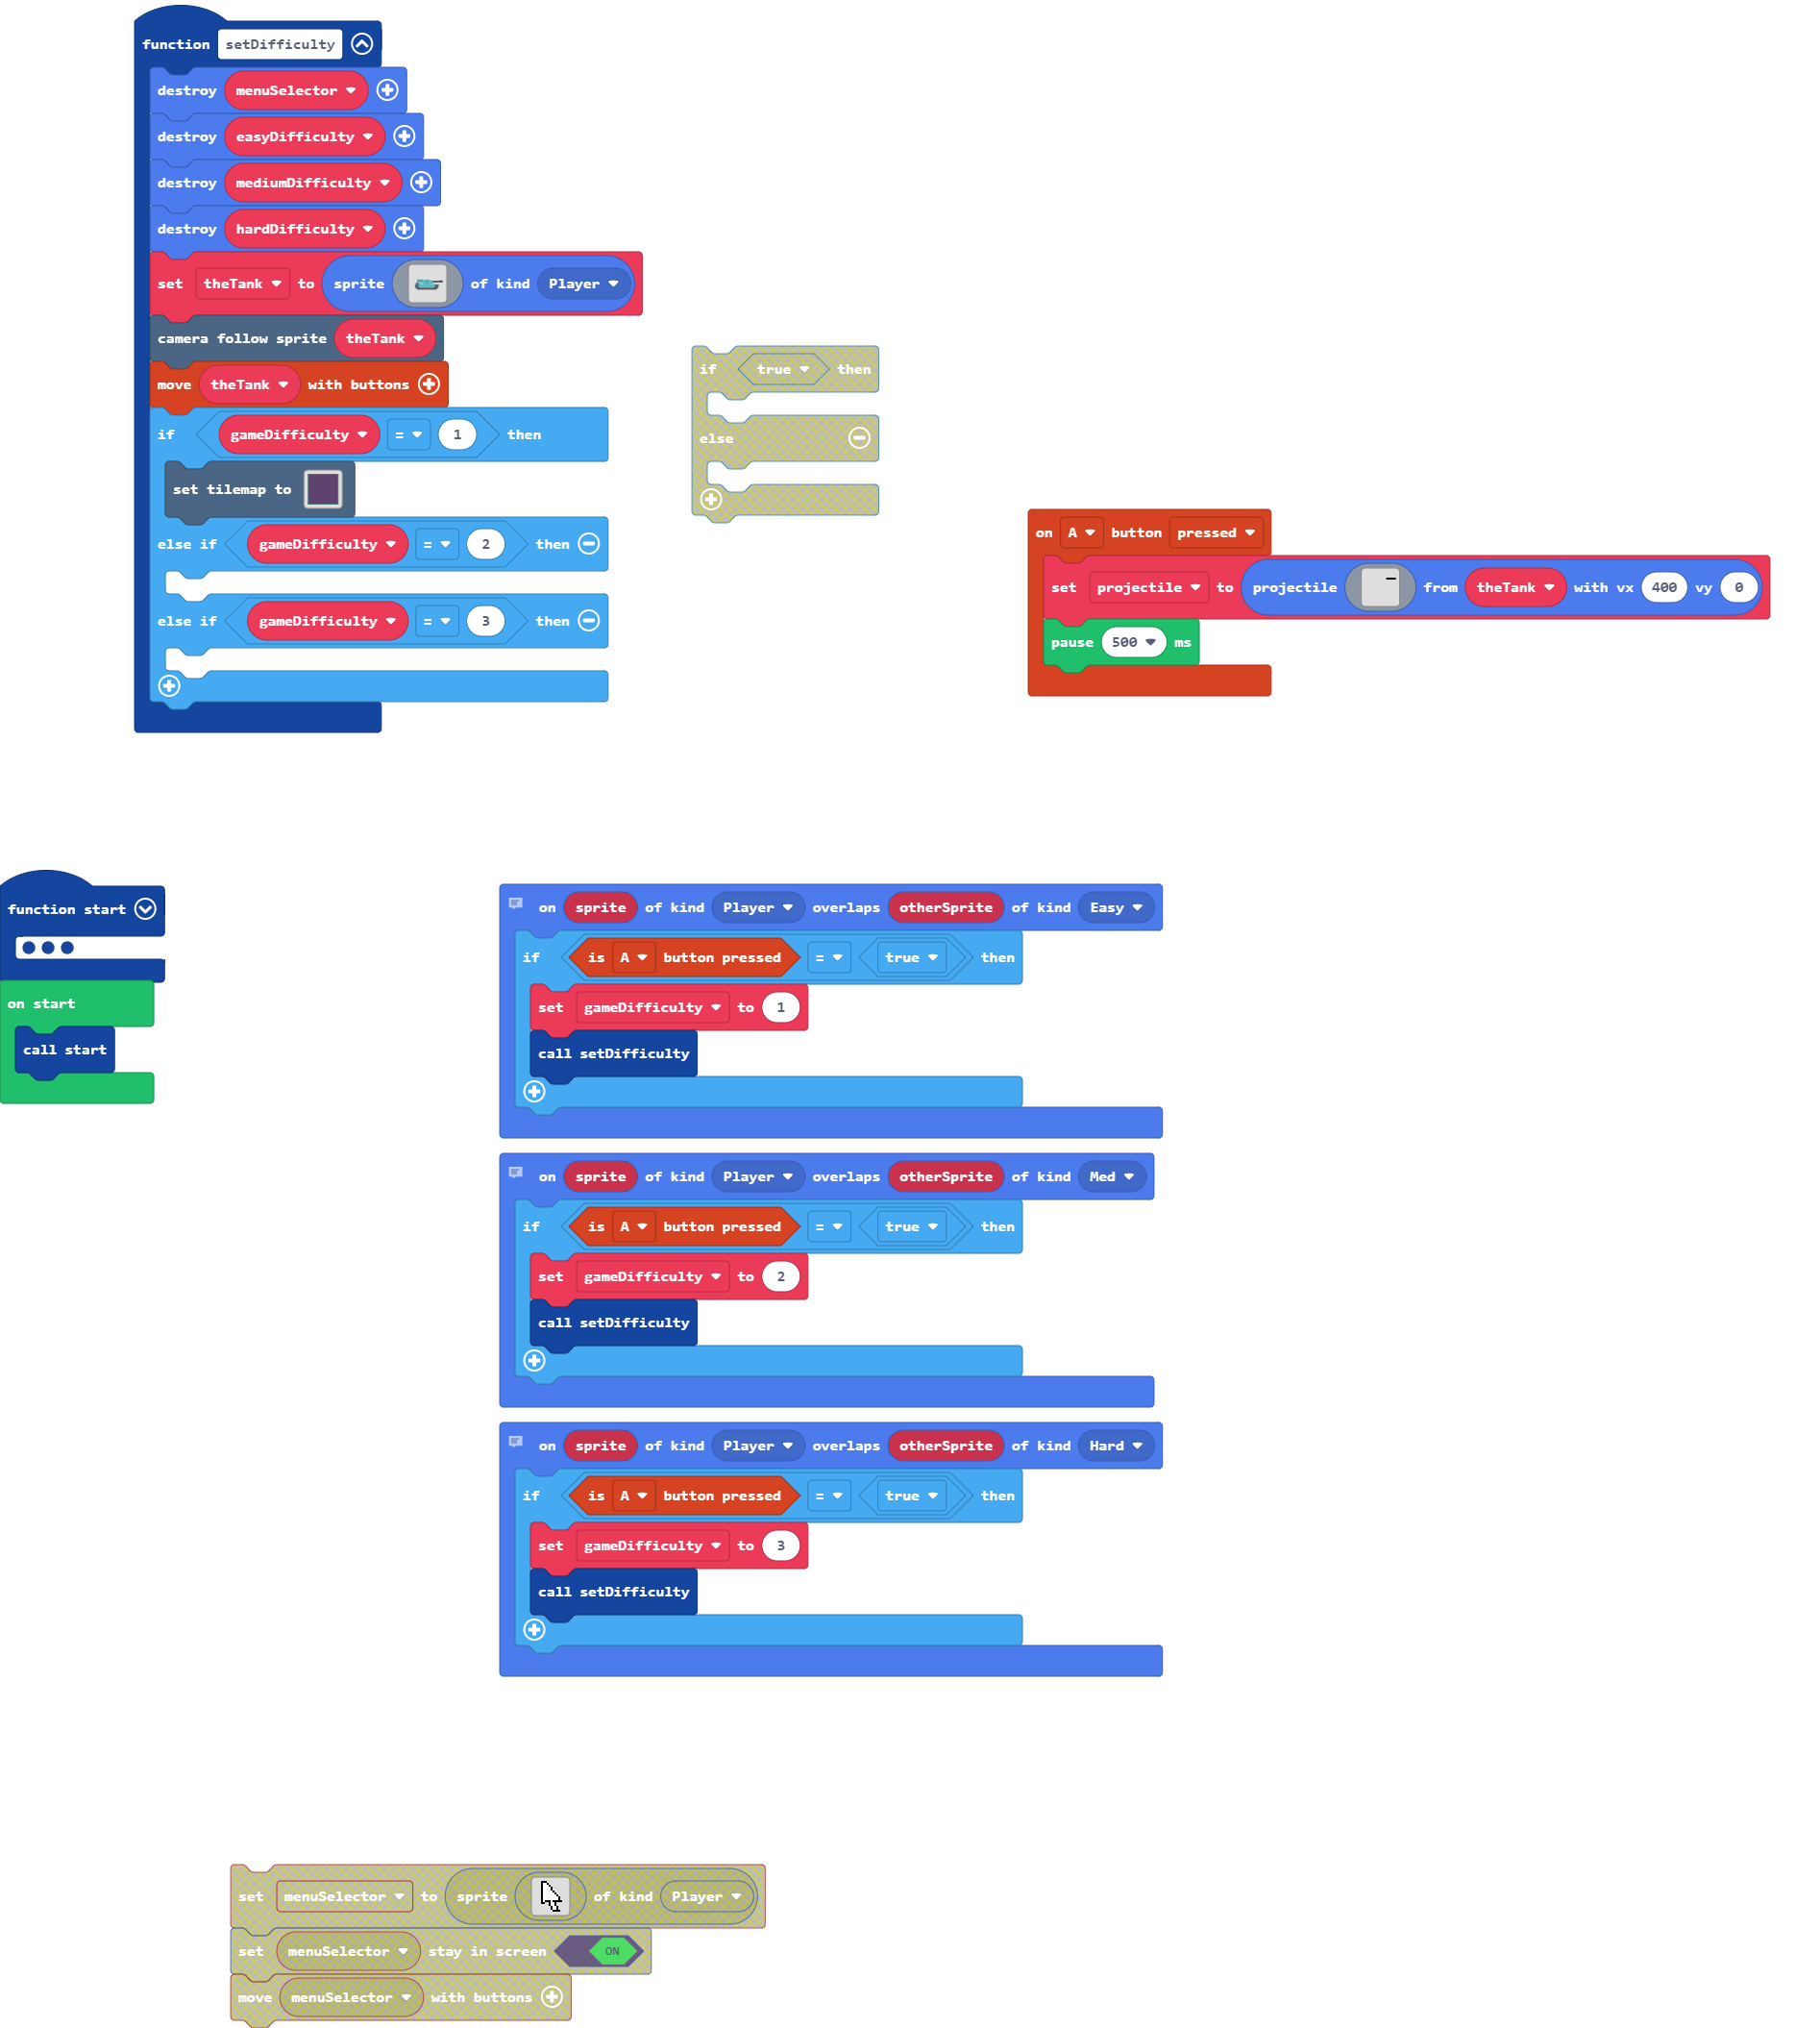 function setDifficulty
destroy menuSelector
destroy easyDifficulty
destroy mediumDifficulty
destroy hardDifficulty
set theTank to sprite of kind Player
camera follow sprite theTank
move theTank with buttons
if gameDifficulty = 1 then
set tilemap to
else if gameDifficulty = 2 then
else if gameDifficulty = 3 then
if true then
else
on A button pressed
set projectile to projectile from theTank with vx 400 vy 0
pause 500 ms
function start
on start
call start
on sprite of kind Player overlaps otherSprite of kind Easy
if is A button pressed = true then
set gameDifficulty to 1
call setDifficulty
on sprite of kind Player overlaps otherSprite of kind Med
if is A button pressed = true then
set gameDifficulty to 2
call setDifficulty
on sprite of kind Player overlaps otherSprite of kind Hard
if is A button pressed = true then
set gameDifficulty to 3
call setDifficulty
set menuSelector to sprite of kind Player
set menuSelector stay in screen ON
move menuSelector with buttons